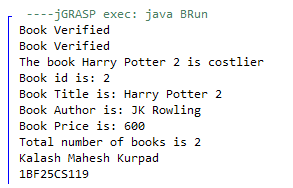 ----jGRASP exec: java BRun
Book Verified
Book Verified
The book Harry Potter 2 is costlier
Book id is: 2
Book Title is: Harry Potter 2
Book Author is: JK Rowling
Book Price is: 600
Total number of books is 2
Kalash Mahesh Kurpad
1BF25CS119